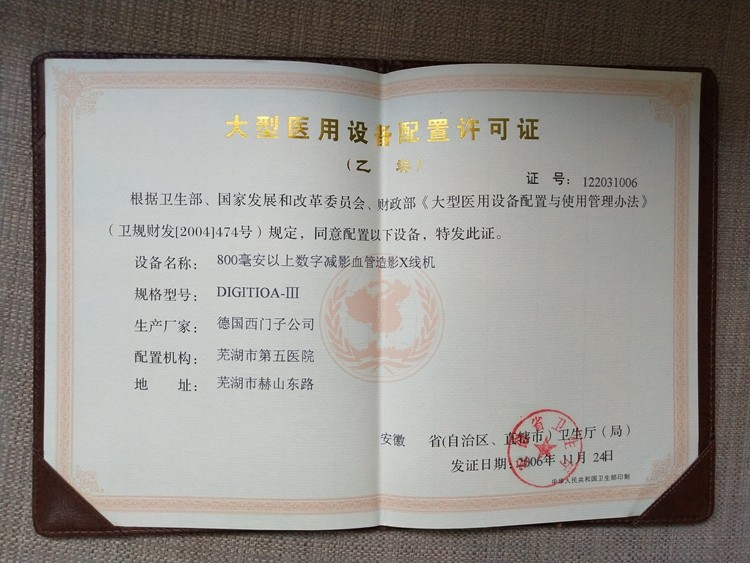 大型医用设备配置许可证
（乙 类）
证 号：122031006
根据卫生部、国家发展和改革委员会、财政部《大型医用设备配置与使用管理办法》
（卫规财发[2004]474号）规定，同意配置以下设备，特发此证。
设备名称：800毫安以上数字减影血管造影X线机
规格型号：DIGITIOA-III
生产厂家：德国西门子公司
配置机构：芜湖市第五医院
地 址：芜湖市赫山东路
安徽 省(自治区、直辖市）卫生厅（局）
发证日期：2006年 11月 24日
中华人民共和国卫生部印制